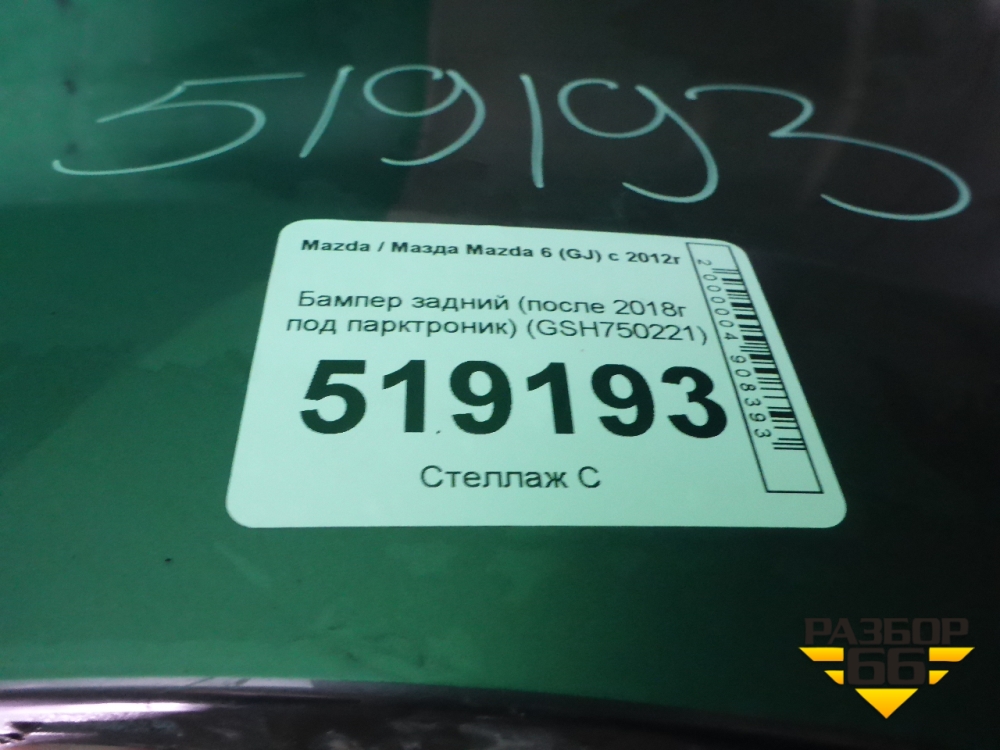 519193
Mazda / Мазда Mazda 6 (GJ) с 2012г
Бампер задний (после 2018г
под парктроник) (GSH750221)
519193
Стеллаж С
2000004908393
РАЗБОР
66